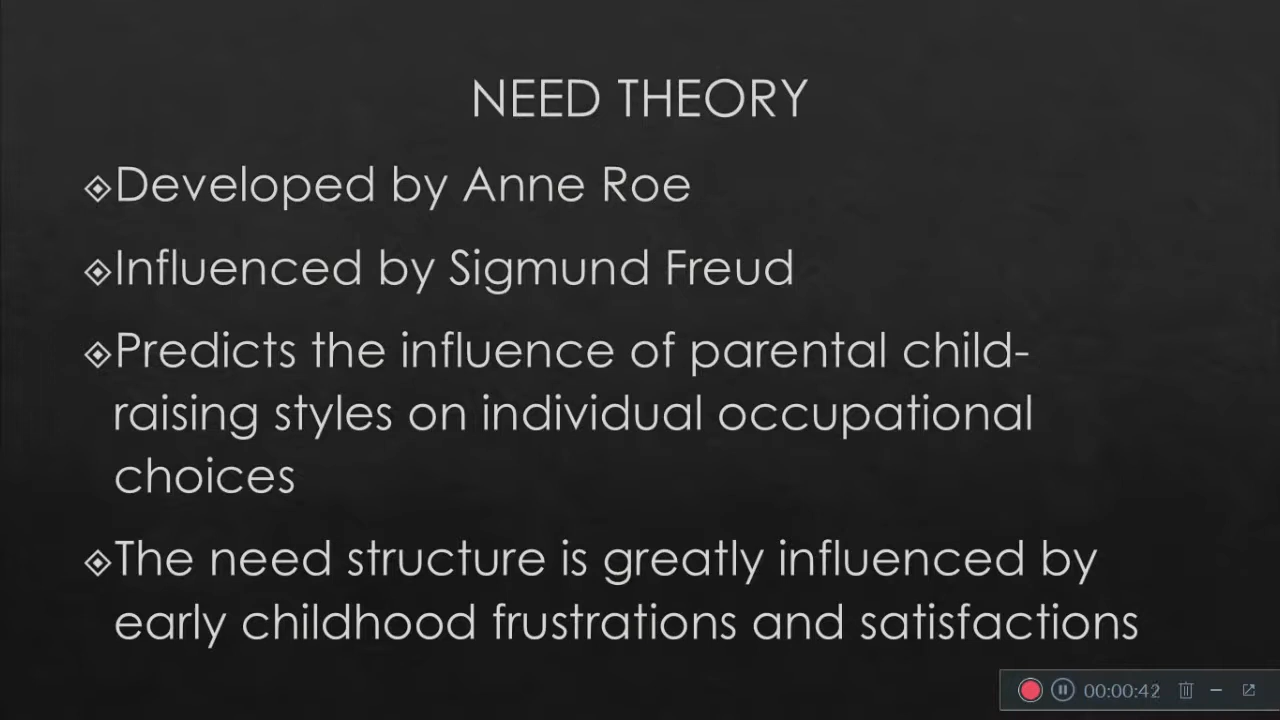 NEED THEORY
Developed by Anne Roe
Influenced by Sigmund Freud
Predicts the influence of parental child-
raising styles on individual occupational
choices
The need structure is greatly influenced by
early childhood frustrations and satisfactions
00:00:42